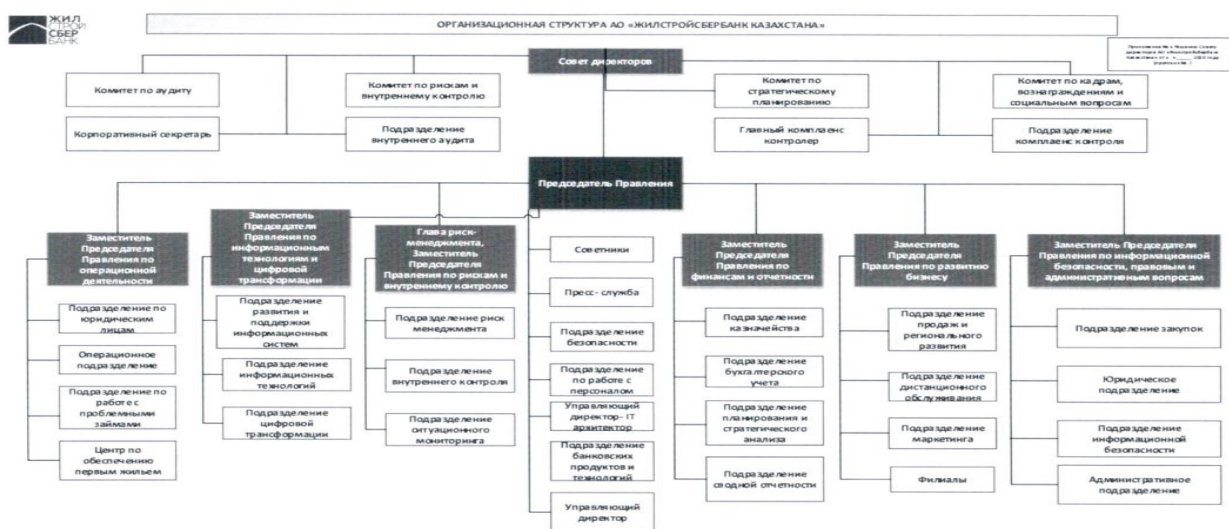 ЖИЛ
СТРОЙ
СБЕР
БАНК
ОРГАНИЗАЦИОННАЯ СТРУКТУРА АО «ЖИЛСТРОЙСБЕРБАНК КАЗАХСТАНА»
Совет директоров
Комитет по аудиту
Комитет по рискам и
внутреннему контролю
Комитет по
стратегическому
планированию
Комитет по кадрам,
вознаграждениям и
социальным вопросам
Корпоративный секретарь
Подразделение
внутреннего аудита
Главный комплаенс
контролер
Подразделение
комплаенс контроля
Председатель Правления
Заместитель
Председателя
Правления по
операционной
деятельности
Подразделение по
юридическим
лицам
Операционное
подразделение
Подразделение по
работе с
проблемными
займами
Центр по
обеспечению
первым жильем
Заместитель
Председателя
Правления по
информационным
технологиям и
цифровой
трансформации
Подразделение
развития и
поддержки
информационных
систем
Подразделение
информационных
технологий
Подразделение
цифровой
трансформации
Глава риск-
менеджмента,
Заместитель
Председателя
Правления по рискам и
внутреннему контролю
Подразделение риск
менеджмента
Подразделение
внутреннего контроля
Подразделение
ситуационного
мониторинга
Советники
Пресс- служба
Подразделение
безопасности
Подразделение
по работе с
персоналом
Управляющий
директор- IT
архитектор
Подразделение
банковских
продуктов и
технологий
Управляющий
директор
Заместитель
Председателя
Правления по
финансам и отчетности
Подразделение
казначейства
Подразделение
бухгалтерского
учета
Подразделение
планирования и
стратегического
анализа
Подразделение
сводной отчетности
Заместитель
Председателя
Правления по развитию
бизнесу
Подразделение
продаж и
регионального
развития
Подразделение
дистанционного
обслуживания
Подразделение
маркетинга
Филиалы
Заместитель Председателя
Правления по информационной
безопасности, правовым и
административным вопросам
Подразделение закупок
Юридическое
подразделение
Подразделение
информационной
безопасности
Административное
подразделение